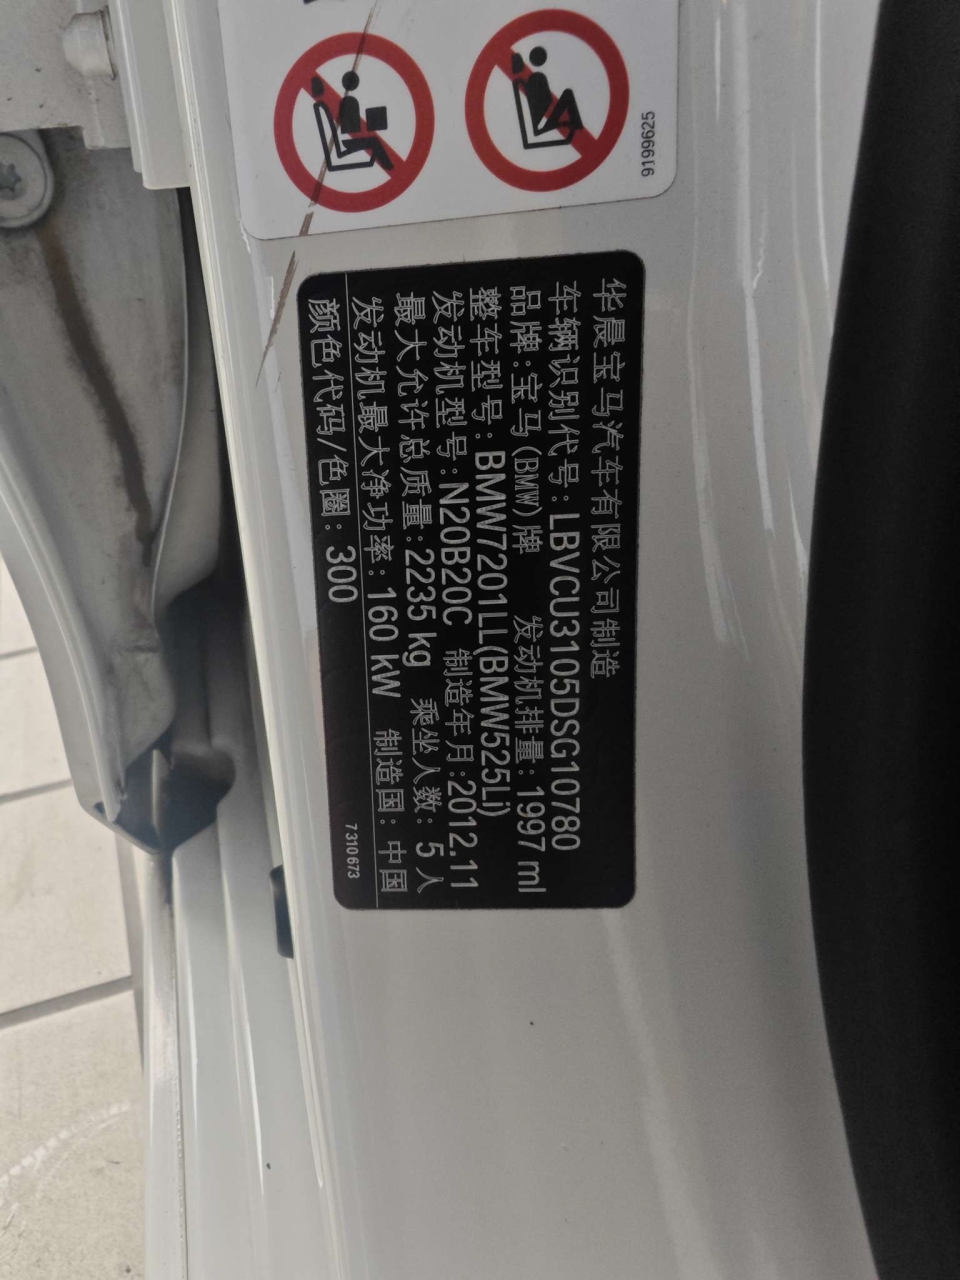 9199625
华晨宝马汽车有限公司制造
车辆识别代号:LBVCU3105DSG10780
品牌:宝马(BMW)牌 发动机排量:1997 ml
整车型号:BMW7201LL(BMW525Li)
发动机型号:N20B20C 制造年月:2012.11
最大允许总质量:2235 kg 乘坐人数: 5 人
发动机最大净功率: 160 kW 制造国: 中国
颜色代码/色圈: 300
7310673